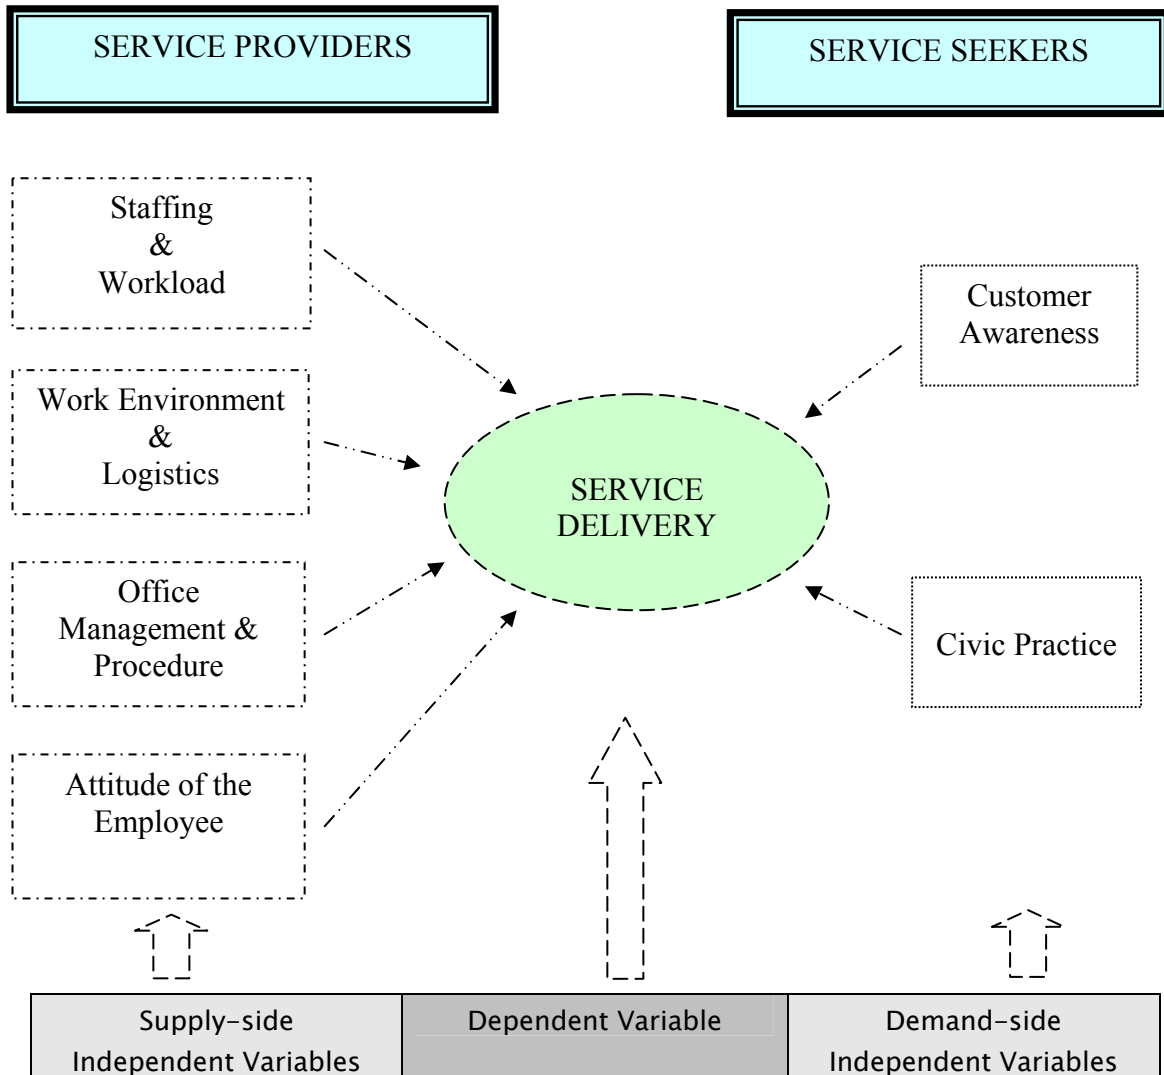 SERVICE PROVIDERS
SERVICE SEEKERS
Staffing
&
Workload
Work Environment
&
Logistics
Office
Management &
Procedure
Attitude of the
Employee
SERVICE
DELIVERY
Customer
Awareness
Civic Practice
Supply-side
Independent Variables
Dependent Variable
Demand-side
Independent Variables